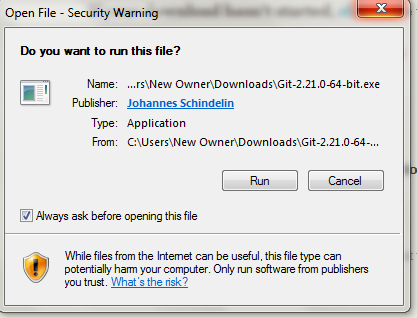 Open File - Security Warning
Do you want to run this file?
Name: ...rs\New Owner\Downloads\Git-2.21.0-64-bit.exe
Publisher: Johannes Schindelin
Type: Application
From: C:\Users\New Owner\Downloads\Git-2.21.0-64-...
Run Cancel
Always ask before opening this file
While files from the Internet can be useful, this file type can
potentially harm your computer. Only run software from publishers
you trust. What's the risk?